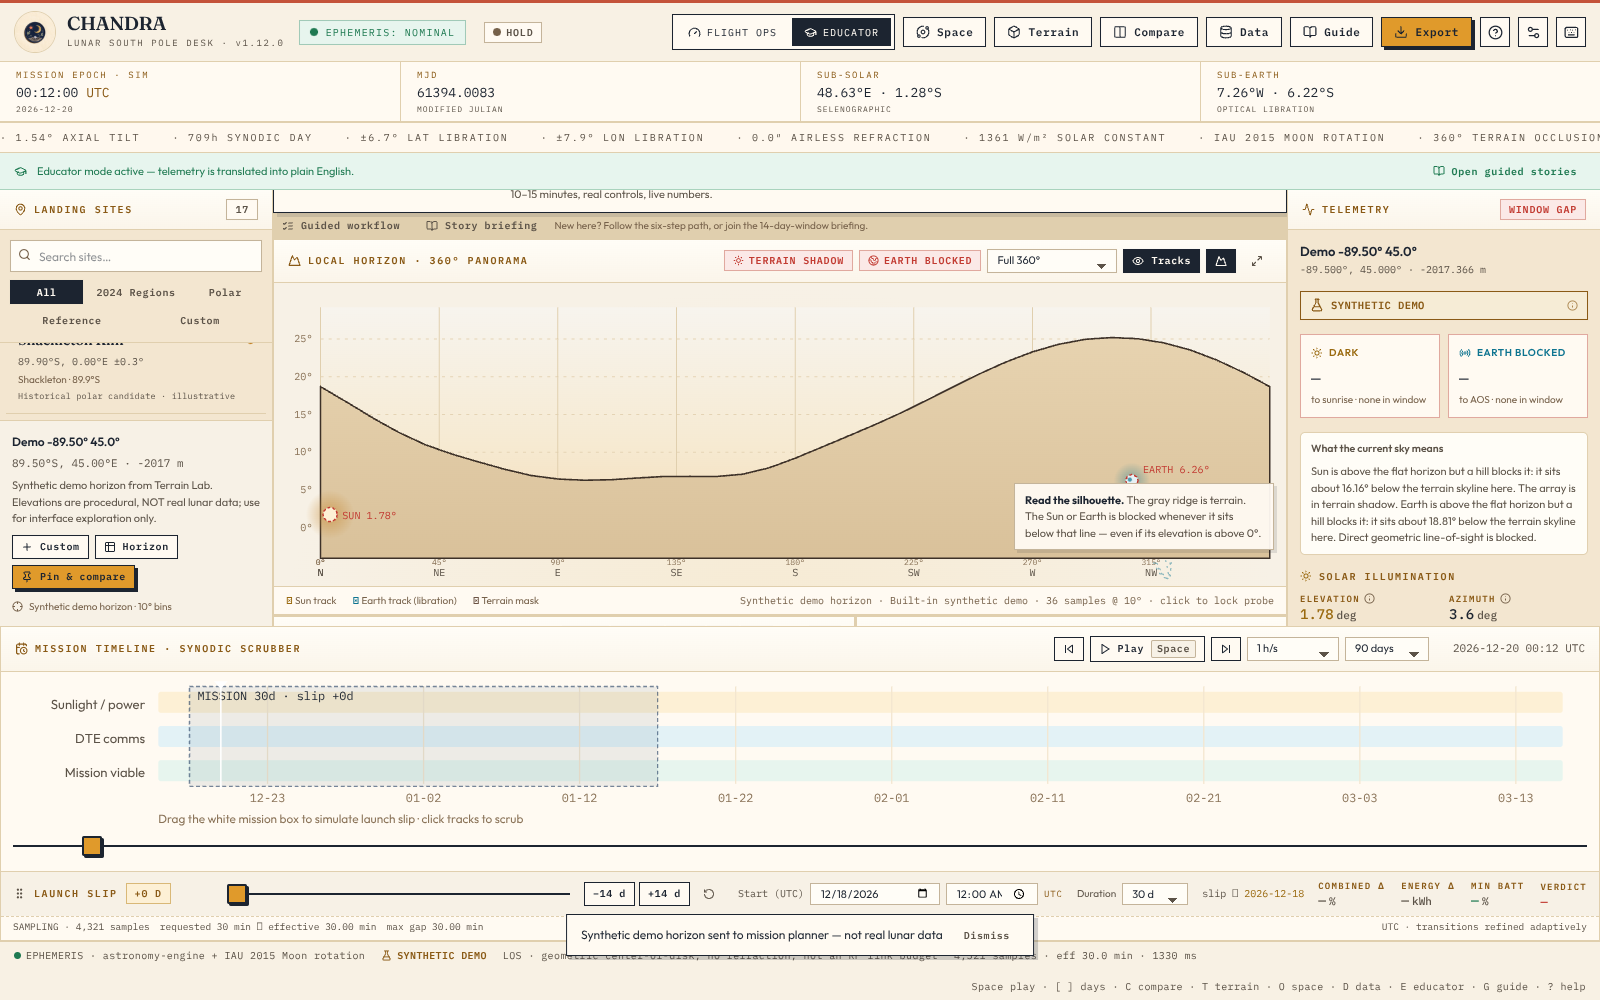 CHANDRA
LUNAR SOUTH POLE DESK · v1.12.0
EPHEMERIS: NOMINAL
HOLD
FLIGHT OPS
EDUCATOR
Space
Terrain
Compare
Data
Guide
Export
MISSION EPOCH · SIM
00:12:00 UTC
2026-12-20
MJD
61394.0083
MODIFIED JULIAN
SUB-SOLAR
48.63°E · 1.28°S
SELENOGRAPHIC
SUB-EARTH
7.26°W · 6.22°S
OPTICAL LIBRATION
· 1.54° AXIAL TILT · 709h SYNODIC DAY · ±6.7° LAT LIBRATION · ±7.9° LON LIBRATION · 0.0° AIRLESS REFRACTION · 1361 W/m² SOLAR CONSTANT · IAU 2015 MOON ROTATION · 360° TERRAIN OCCLUSION
Educator mode active — telemetry is translated into plain English.
Open guided stories
LANDING SITES
17
Search sites…
All
2024 Regions
Polar
Reference
Custom
89.90°S, 0.00°E ±0.3°
Shackleton · 89.9°S
Historical polar candidate · illustrative
Demo -89.50° 45.0°
89.50°S, 45.00°E · -2017 m
Synthetic demo horizon from Terrain Lab.
Elevations are procedural, NOT real lunar data; use
for interface exploration only.
+ Custom
Horizon
Pin & compare
Synthetic demo horizon · 10° bins
10–15 minutes, real controls, live numbers.
Guided workflow
Story briefing
New here? Follow the six-step path, or join the 14-day-window briefing.
LOCAL HORIZON · 360° PANORAMA
TERRAIN SHADOW
EARTH BLOCKED
Full 360°
Tracks
25°
20°
15°
10°
5°
0°
SUN 1.78°
EARTH 6.26°
Read the silhouette. The gray ridge is terrain.
The Sun or Earth is blocked whenever it sits
below that line — even if its elevation is above 0°.
0° 45° 90° 135° 180° 225° 270° 315°
N NE E SE S SW W NW
Sun track
Earth track (libration)
Terrain mask
Synthetic demo horizon · Built-in synthetic demo · 36 samples @ 10° · click to lock probe
TELEMETRY
WINDOW GAP
Demo -89.50° 45.0°
-89.500°, 45.000° · -2017.366 m
SYNTHETIC DEMO
DARK
—
to sunrise · none in window
EARTH BLOCKED
—
to AOS · none in window
What the current sky means
Sun is above the flat horizon but a hill blocks it: it sits
about 16.16° below the terrain skyline here. The array is
in terrain shadow. Earth is above the flat horizon but a
hill blocks it: it sits about 18.81° below the terrain skyline
here. Direct geometric line-of-sight is blocked.
SOLAR ILLUMINATION
ELEVATION
1.78 deg
AZIMUTH
3.6 deg
MISSION TIMELINE · SYNODIC SCRUBBER
Play
Space
1 h/s
90 days
2026-12-20 00:12 UTC
MISSION 30d · slip +0d
Sunlight / power
DTE comms
Mission viable
12-23 01-02 01-12 01-22 02-01 02-11 02-21 03-03 03-13
Drag the white mission box to simulate launch slip · click tracks to scrub
LAUNCH SLIP
+0 D
−14 d
+14 d
Start (UTC)
12/18/2026
12:00 AM
UTC
Duration
30 d
slip 2026-12-18
COMBINED Δ
— %
ENERGY Δ
— kWh
MIN BATT
— %
VERDICT
—
SAMPLING · 4,321 samples requested 30 min effective 30.00 min max gap 30.00 min
UTC · transitions refined adaptively
Synthetic demo horizon sent to mission planner — not real lunar data
Dismiss
EPHEMERIS · astronomy-engine + IAU 2015 Moon rotation
SYNTHETIC DEMO
LOS · geometric center-of-disk, no refraction, not an RF link budget 4,321 samples · eff 30.0 min · 1330 ms
Space play · [ ] days · C compare · T terrain · O space · D data · E educator · G guide · ? help